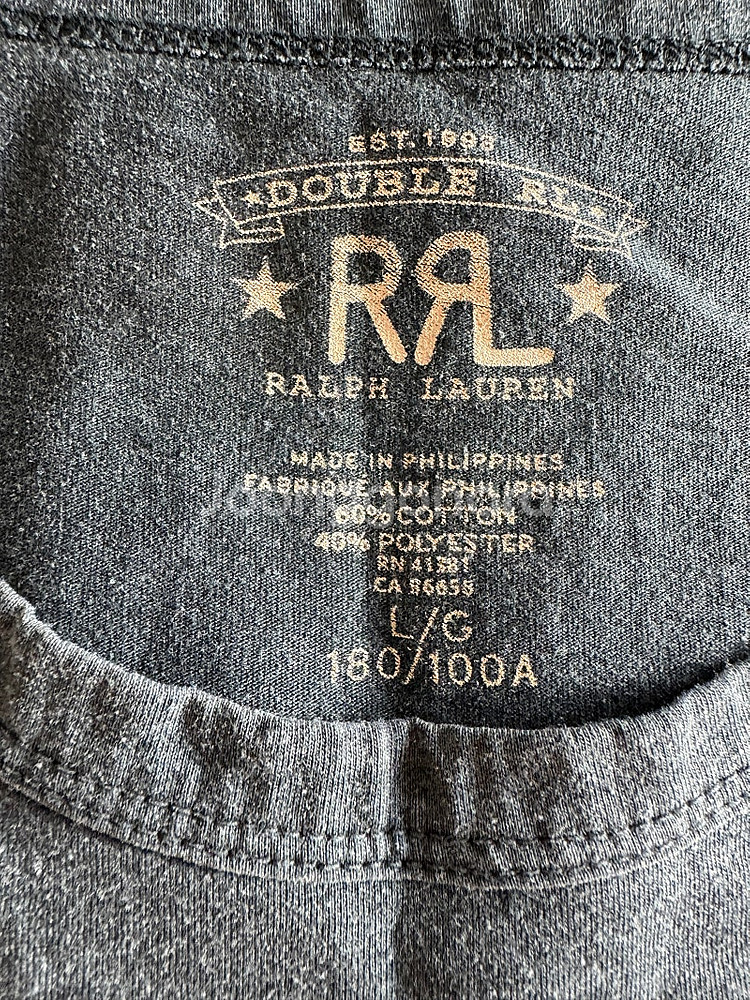 EST. 1993
DOUBLE RL
RRL
RALPH LAUREN
MADE IN PHILIPPINES
FABRIQUE AUX PHILIPPINES
60% COTTON
40% POLYESTER
RN 41381
CA 86655
L/G
180/100A